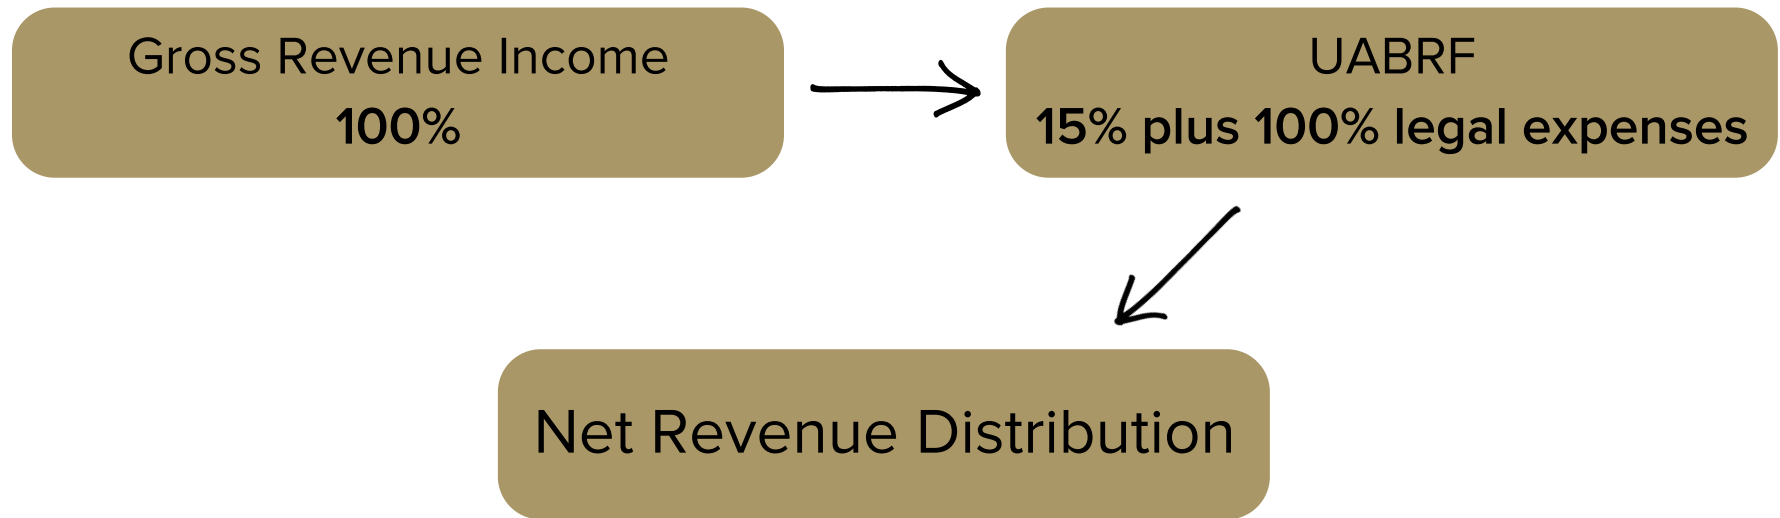 Gross Revenue Income
100%
UABRF
15% plus 100% legal expenses
Net Revenue Distribution